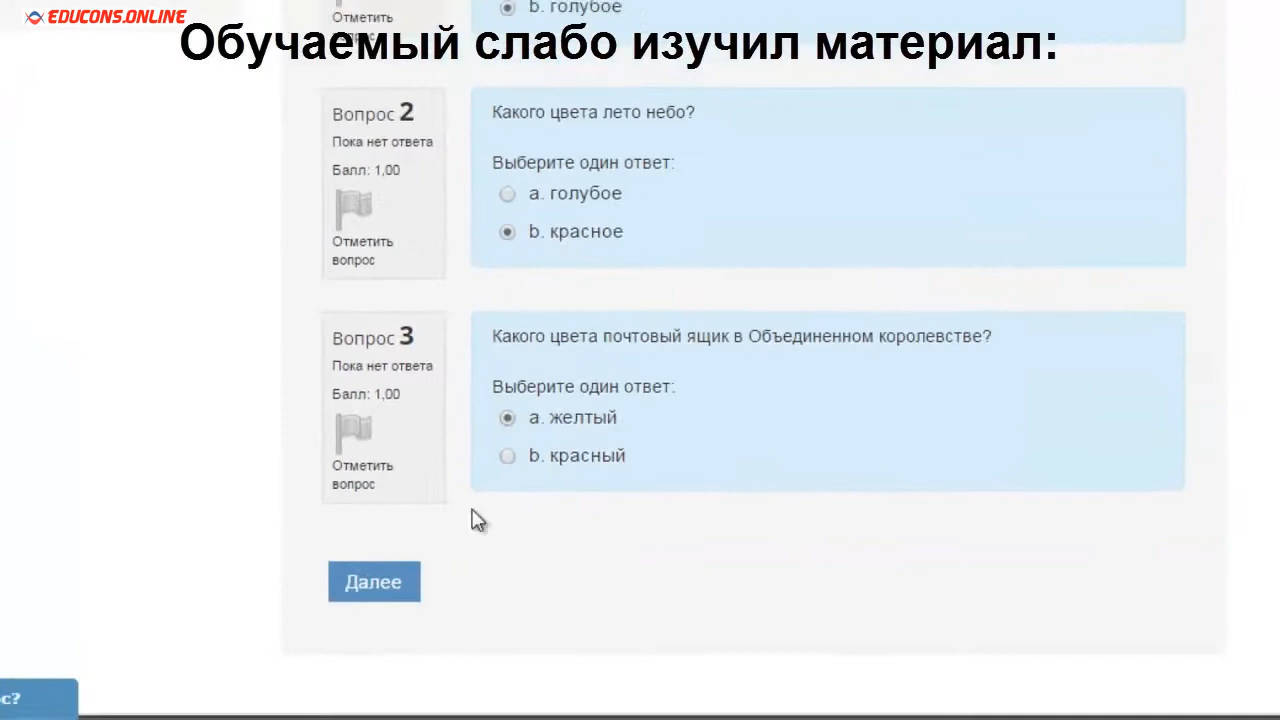 EDUCONS.ONLINE
b. голубое
Отметить
Обучаемый слабо изучил материал:
Вопрос 2
Пока нет ответа
Балл: 1,00
Отметить
вопрос
Какого цвета лето небо?
Выберите один ответ:
a. голубое
b. красное
Вопрос 3
Пока нет ответа
Балл: 1,00
Отметить
вопрос
Какого цвета почтовый ящик в Объединенном королевстве?
Выберите один ответ:
a. желтый
b. красный
Далее
с?